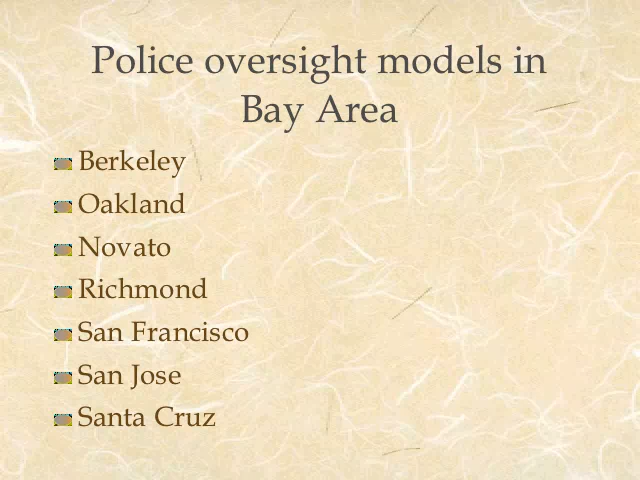 Police oversight models in
Bay Area
Berkeley
Oakland
Novato
Richmond
San Francisco
San Jose
Santa Cruz